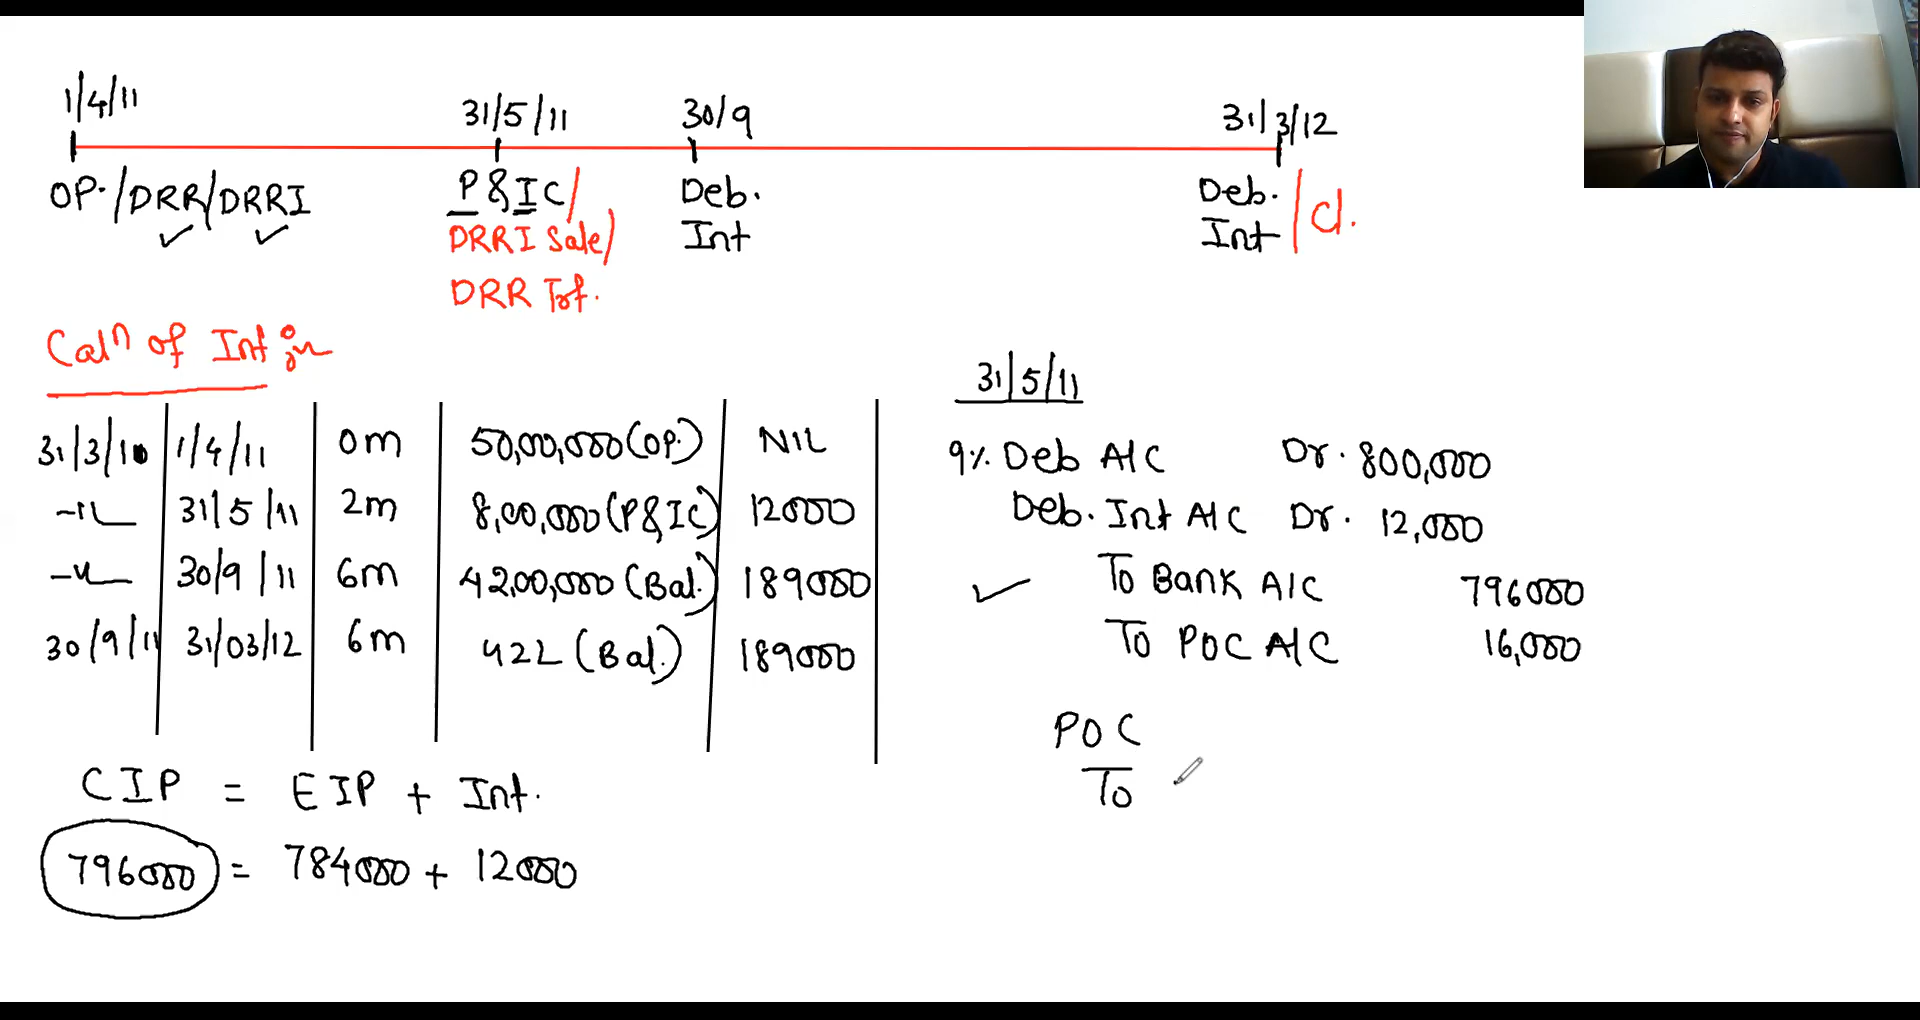 1/4/11 31/5/11 30/9 31/3/12
OP./DRR/DRRI P&IC/ Deb. Deb. /Cl.
DRRI Sale/ Int Int
DRR Trf.
Calⁿ of Int :-
31/5/11
31/3/10 1/4/11 0m 50,00,000(OP.) NIL
9% Deb A/C Dr. 800,000
-"- 31/5/11 2m 8,00,000(P&IC) 12000
Deb. Int A/C Dr. 12,000
-"- 30/9/11 6m 4200,000(Bal.) 189000
To Bank A/C 796000
30/9/11 31/03/12 6m 42L (Bal.) 189000
To POC A/C 16,000
POC
To
CIP = EIP + Int.
796000 = 784000 + 12000